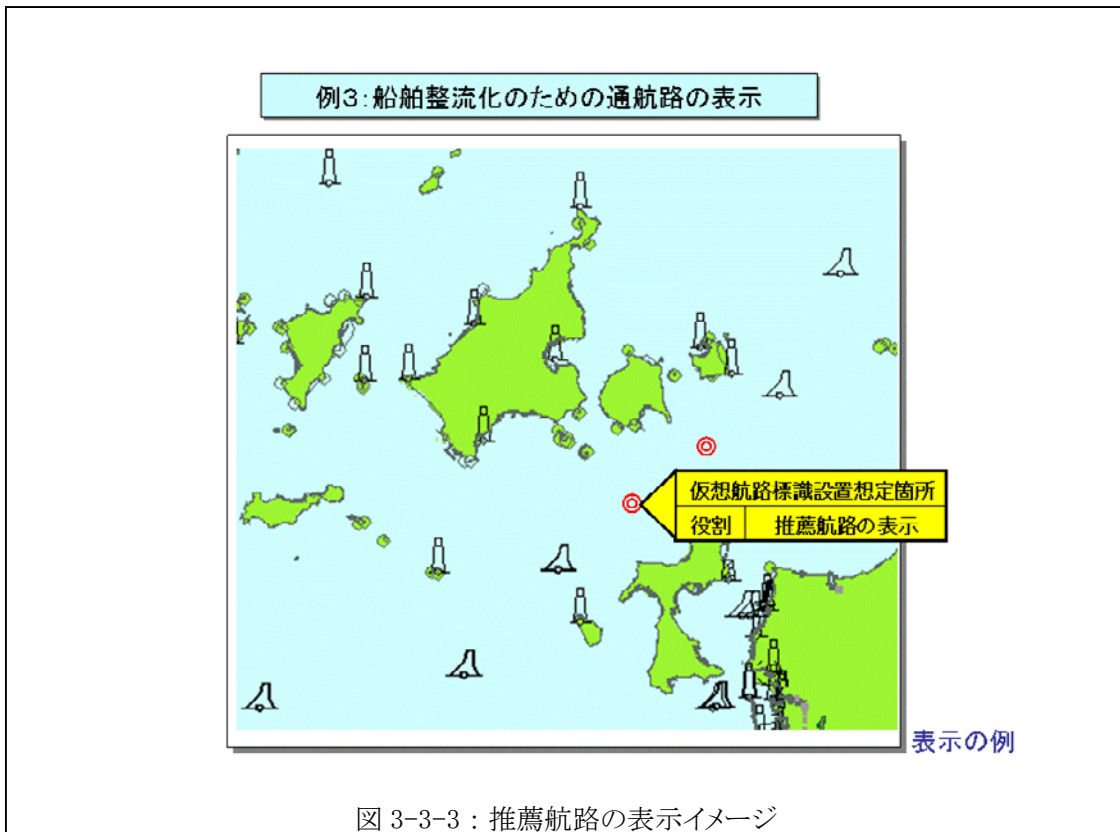 例3:船舶整流化のための通航路の表示
仮想航路標識設置想定箇所
役割 推薦航路の表示
表示の例
図 3-3-3：推薦航路の表示イメージ